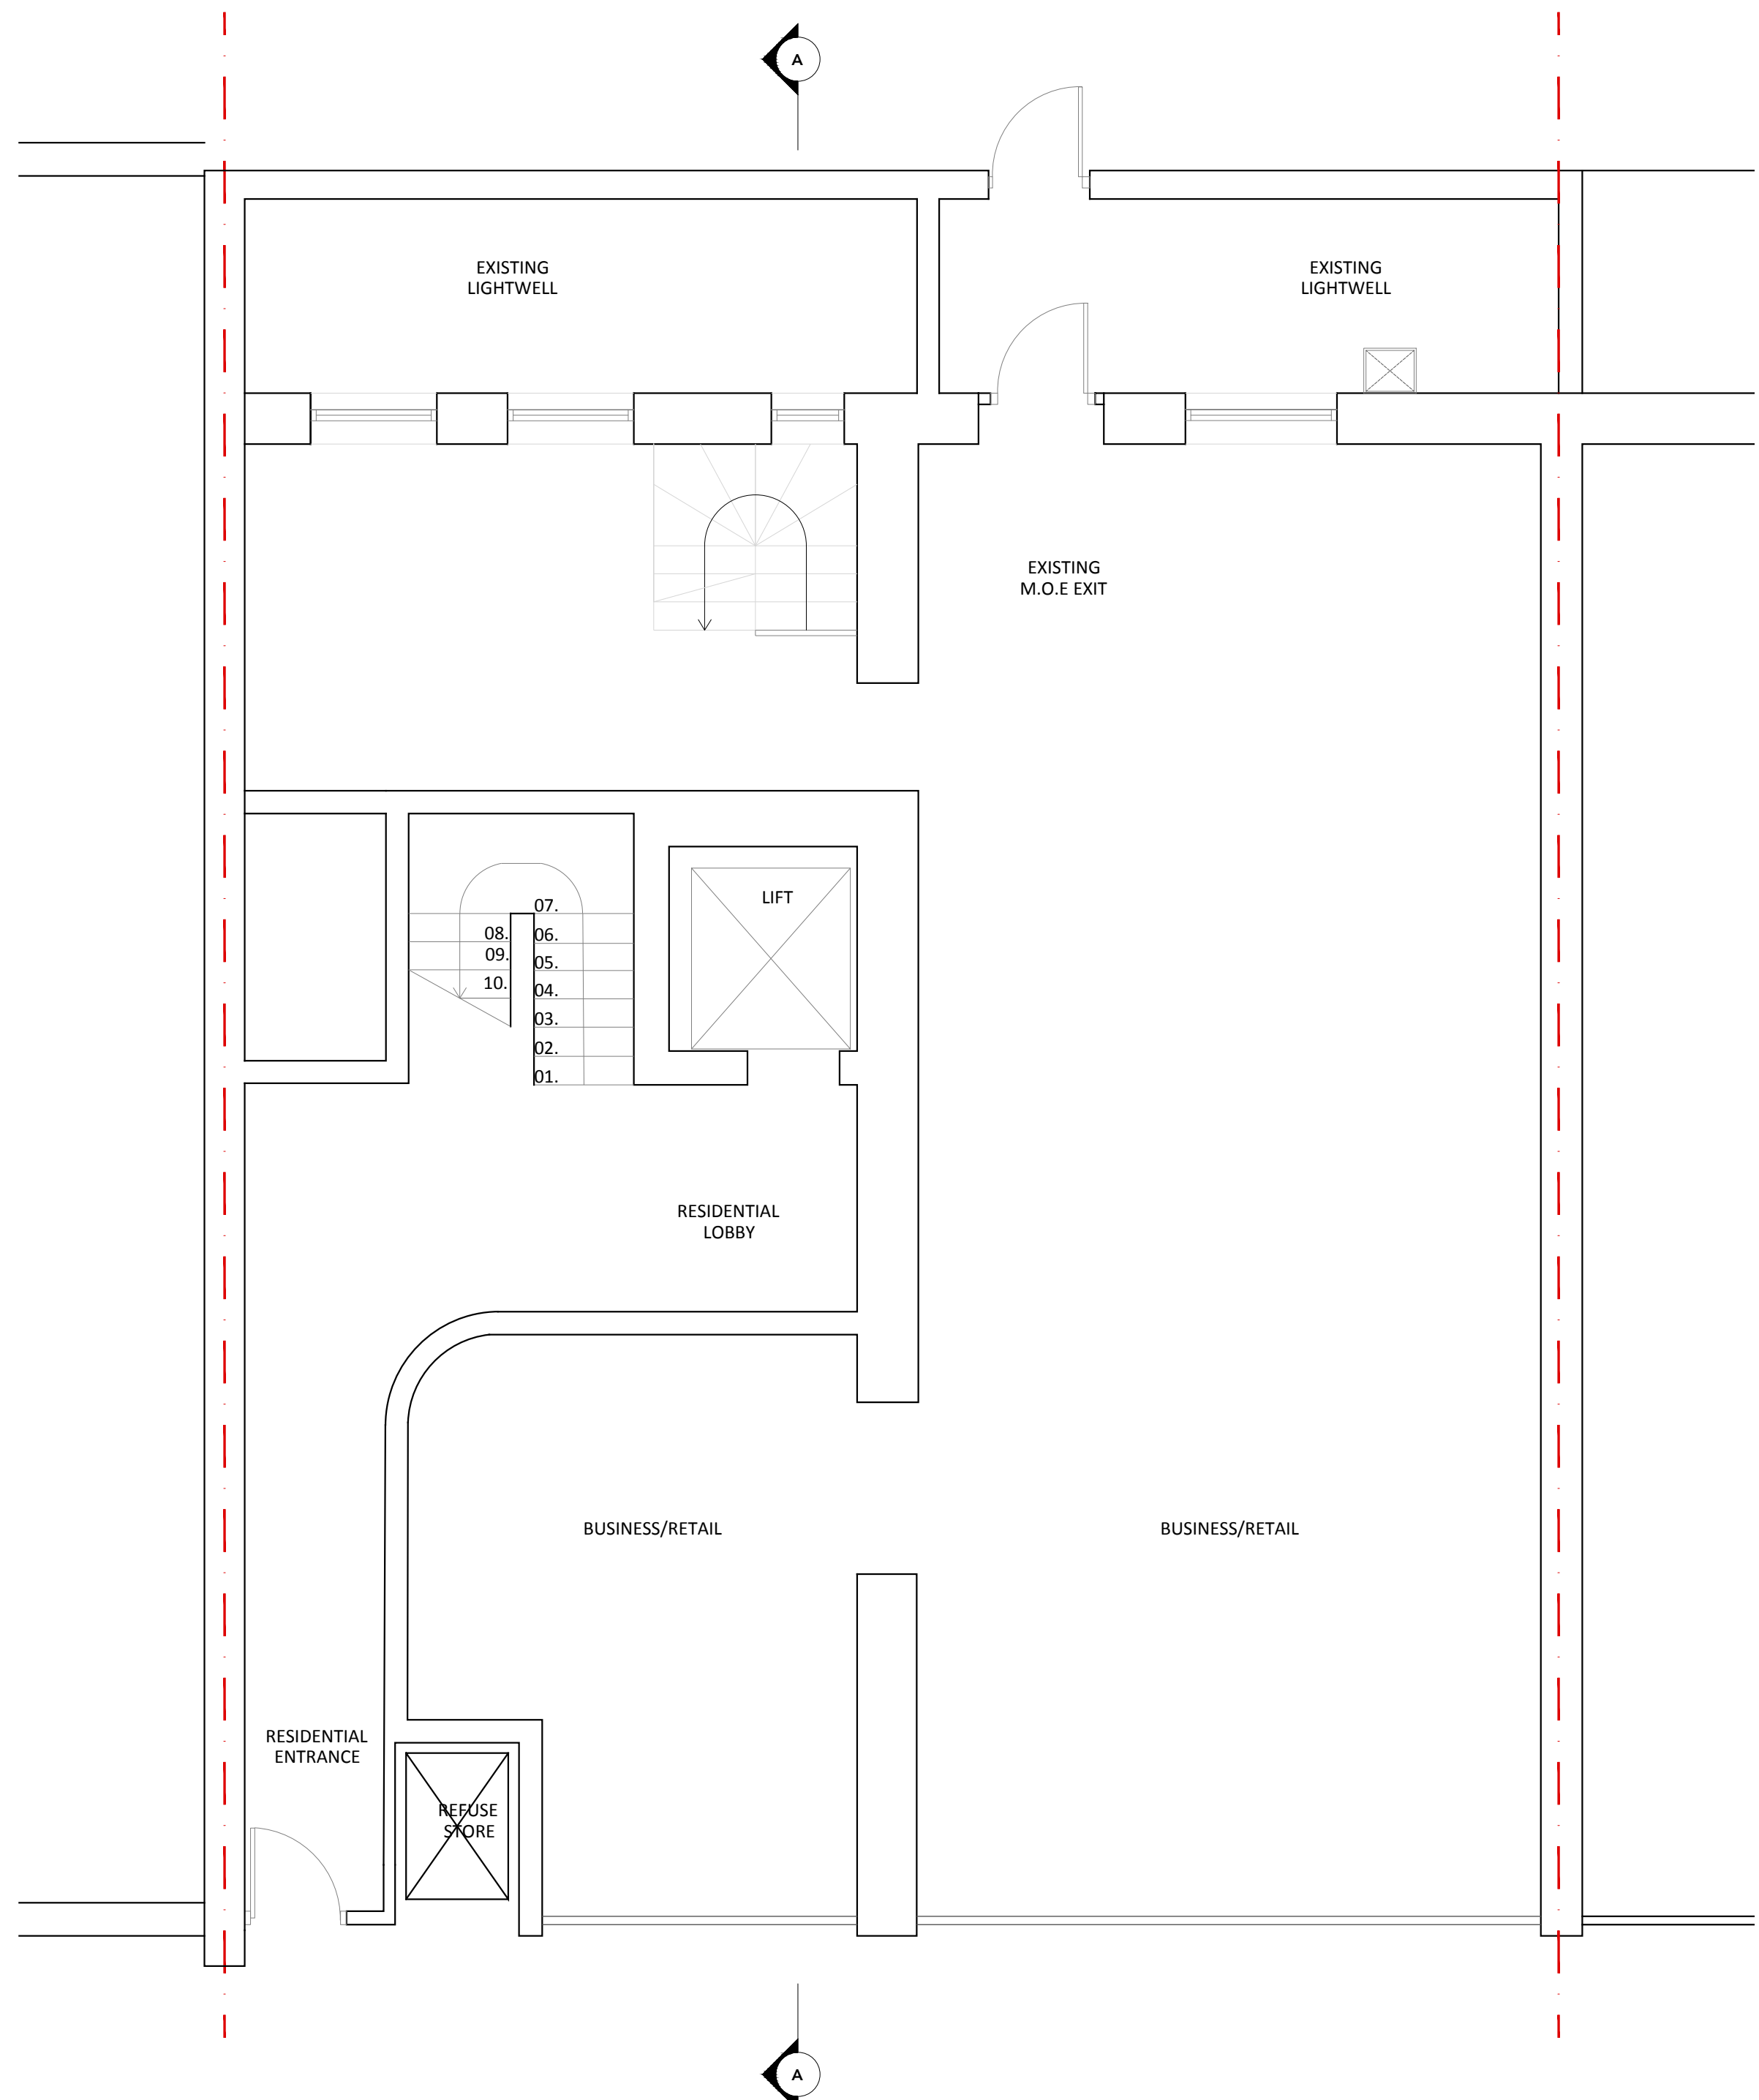 A
EXISTING
LIGHTWELL
EXISTING
LIGHTWELL
EXISTING
M.O.E EXIT
LIFT
07.
08.
06.
09.
05.
10.
04.
03.
02.
01.
RESIDENTIAL
LOBBY
BUSINESS/RETAIL
BUSINESS/RETAIL
RESIDENTIAL
ENTRANCE
REFUSE
STORE
A